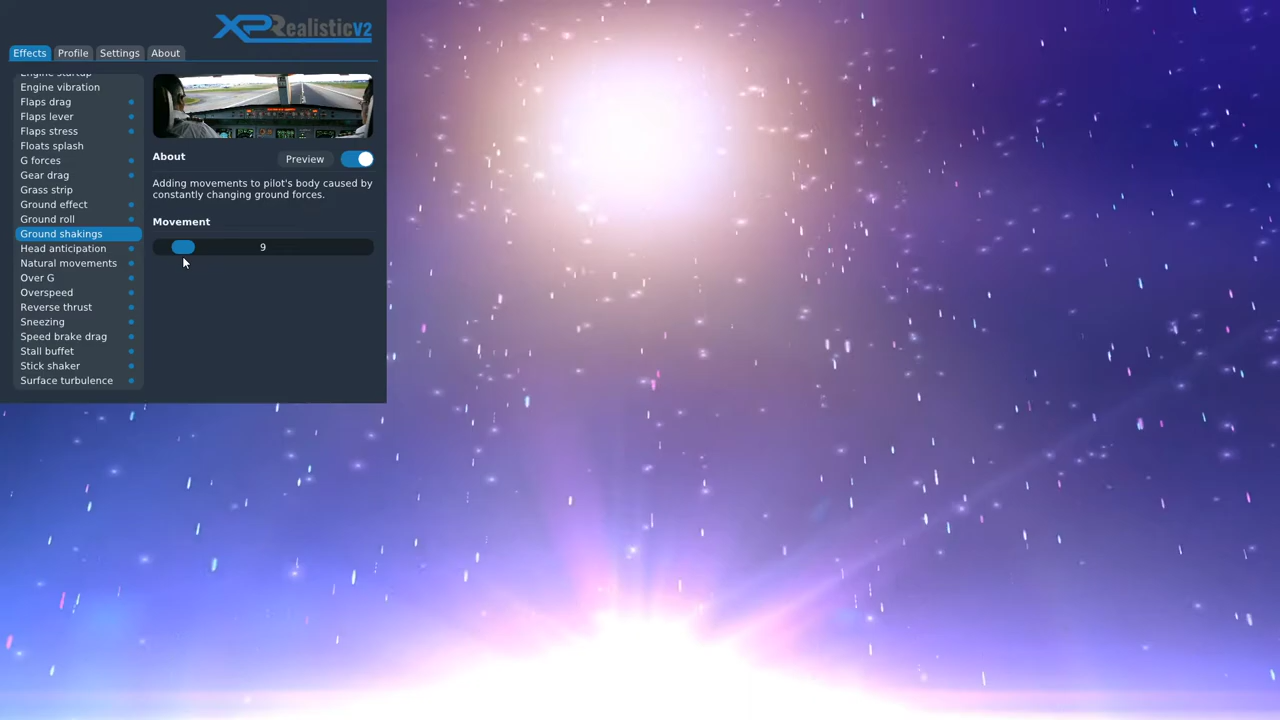 XPRealisticV2
Effects
Profile
Settings
About
Engine startup
Engine vibration
Flaps drag
Flaps lever
Flaps stress
Floats splash
G forces
Gear drag
Grass strip
Ground effect
Ground roll
Ground shakings
Head anticipation
Natural movements
Over G
Overspeed
Reverse thrust
Sneezing
Speed brake drag
Stall buffet
Stick shaker
Surface turbulence
About
Preview
Adding movements to pilot's body caused by
constantly changing ground forces.
Movement
9